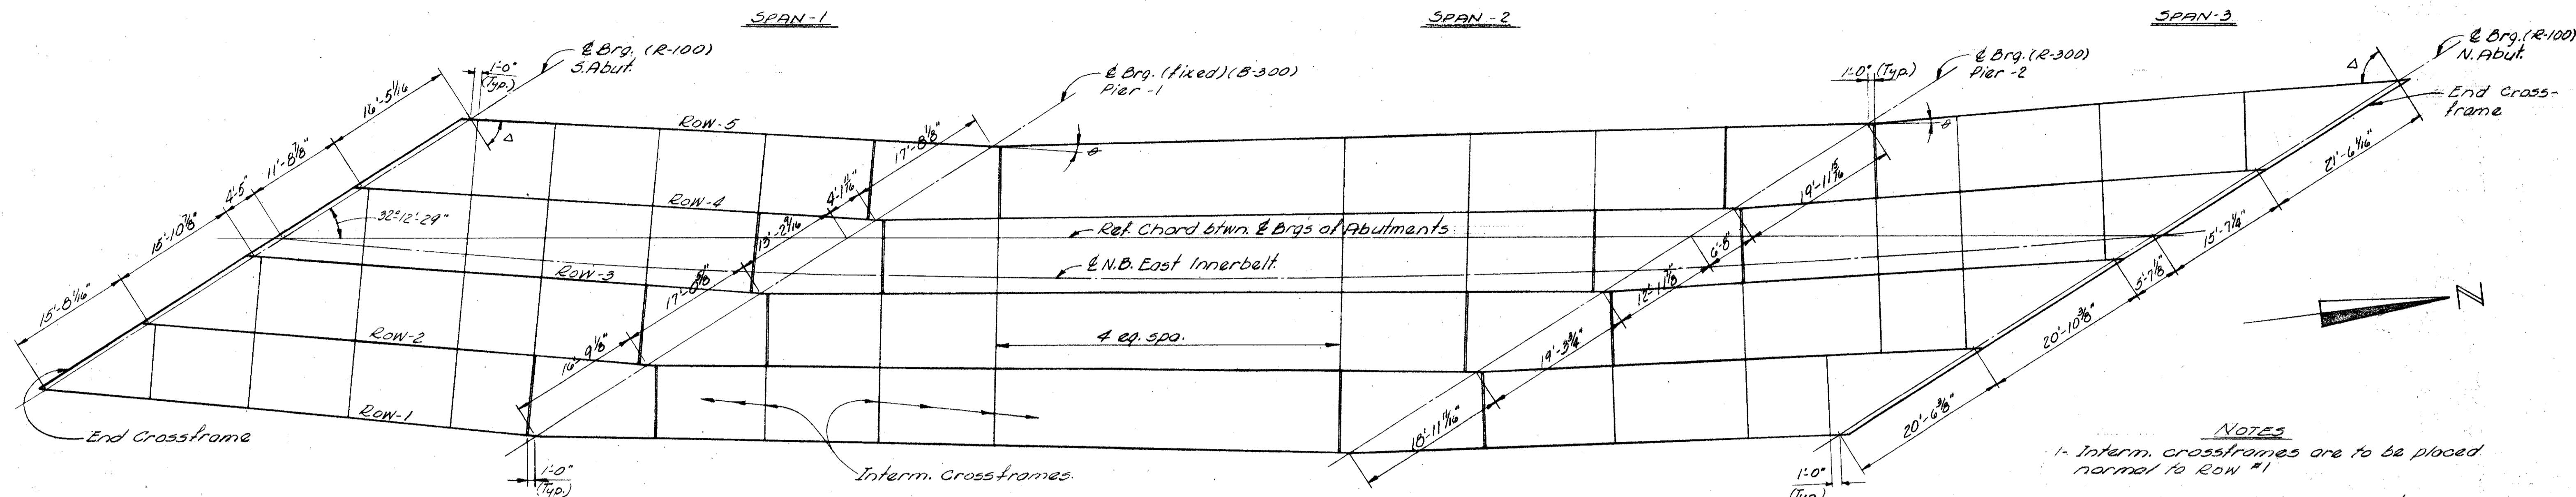 SPAN-1
SPAN-2
SPAN-3
℄ Brg. (R-100)
S.Abut.
1'-0"
(Typ.)
℄ Brg. (fixed)(B-300)
Pier-1
1'-0" (Typ.)
℄ Brg. (R-300)
Pier-2
℄ Brg. (R-100)
N. Abut.
Δ
End Cross-
frame
16'-5 1/16"
11'-8 7/8"
4'-5"
15'-10 7/8"
15'-8 1/16"
Δ
ROW-5
17'-8 1/8"
θ
θ
4'-1 11/16"
ROW-4
32°-12'-29"
13'-2 9/16"
Ref. Chord btwn. ℄ Brgs of Abutments
℄ N.B. East Innerbelt.
ROW-3
17'-0 3/8"
ROW-2
16'-9 1/8"
ROW-1
4 eq. spa.
19'-11 15/16"
6'-5"
12'-11 7/8"
19'-3 3/4"
18'-11 11/16"
21'-6 1/16"
15'-7 1/4"
5'-7 1/8"
20'-10 3/8"
20'-6 3/8"
N
End Crossframe
1'-0"
(Typ.)
Interm. Crossframes.
1'-0"
(Typ.)
NOTES
1- Interm. crossframes are to be placed
normal to Row #1